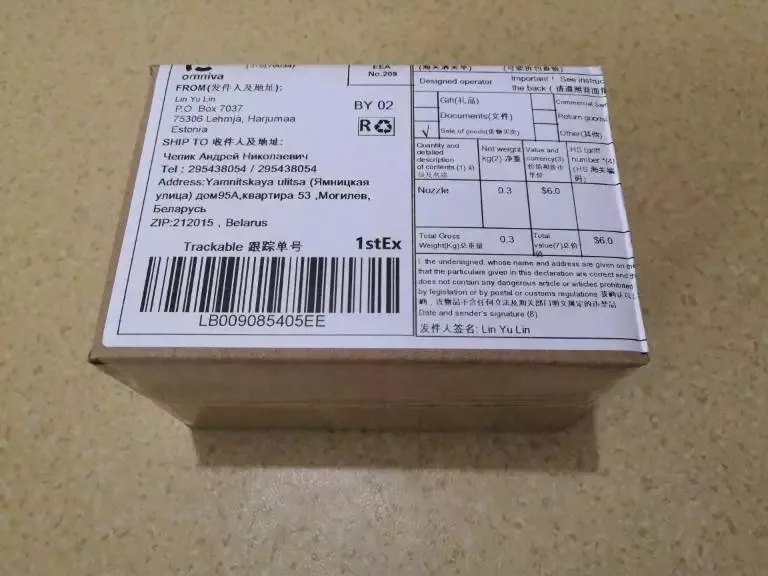 omniva
EEA
No.209
FROM(发件人及地址):
Lin Yu Lin
P.O. Box 7037
75306 Lehmja, Harjumaa
Estonia
BY 02
R
SHIP TO 收件人及地址:
Чепик Андрей Николаевич
Tel : 295438054 / 295438054
Address:Yamnitskaya ulitsa (Ямницкая
улица) дом95А,квартира 53 ,Могилев,
Беларусь
ZIP:212015 , Belarus
Trackable 跟踪单号
1stEx
LB009085405EE
Designed operator
Important !
See instruc
the back
Gift(礼品)
Documents(文件)
√ Sale of goods
Commercial
Return goods
Other(其他)
Quantity and
detailed
description
of contents (1)
Net weight
kg(2) 净重
Value and
currency(3)
HS tariff
number
Nozzle
0.3
$6.0
Total Gross
Weight(Kg)总重量
0.3
Total
value(7)总价
$6.0
I the undersigned, whose name and address are given on the
that the particulars given in this declaration are correct and
does not contain any dangerous article or articles prohibited
by legislation or by postal or customs regulations
Date and sender's signature (8)
发件人签名: Lin Yu Lin